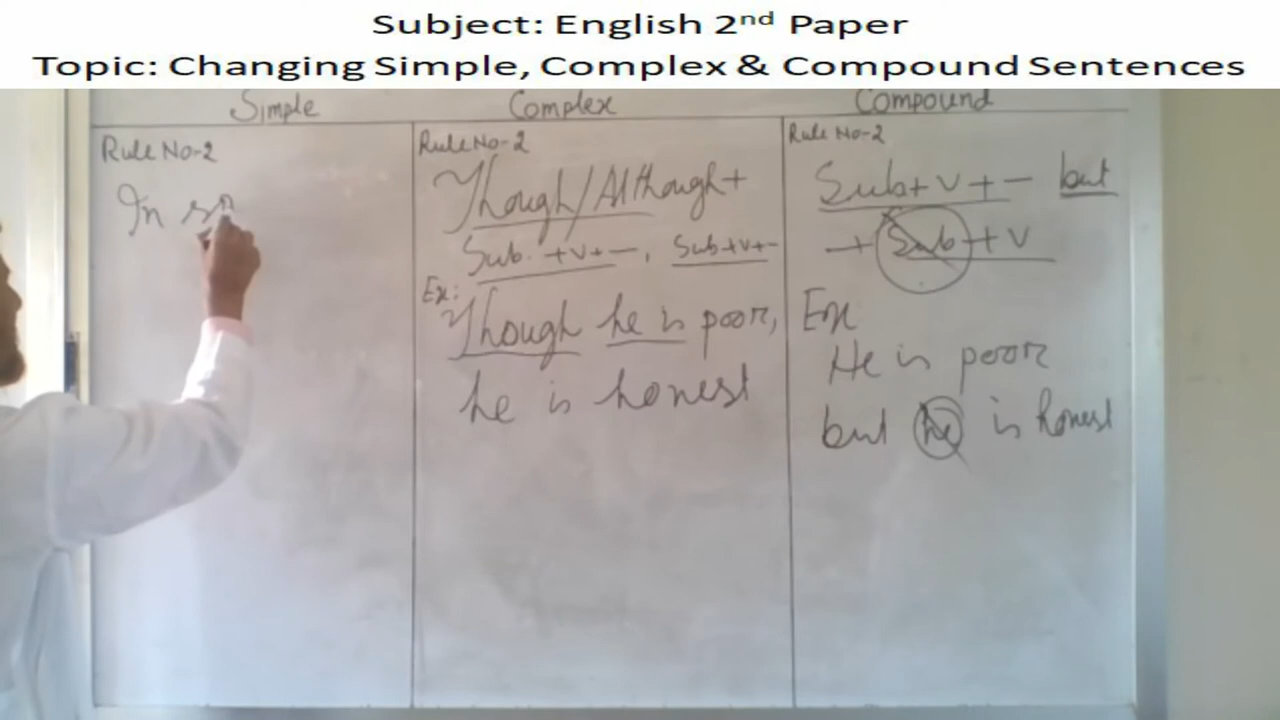 Subject: English 2nd Paper
Topic: Changing Simple, Complex & Compound Sentences
Simple
Complex
Compound
Rule No-2
In sp
Rule No-2
Though/Although+
Sub. +v+-, Sub+v+-
Ex:
Though he is poor,
he is honest
Rule No-2
Sub+v+- but
+ Sub+v
Ex
He is poor
but he is honest